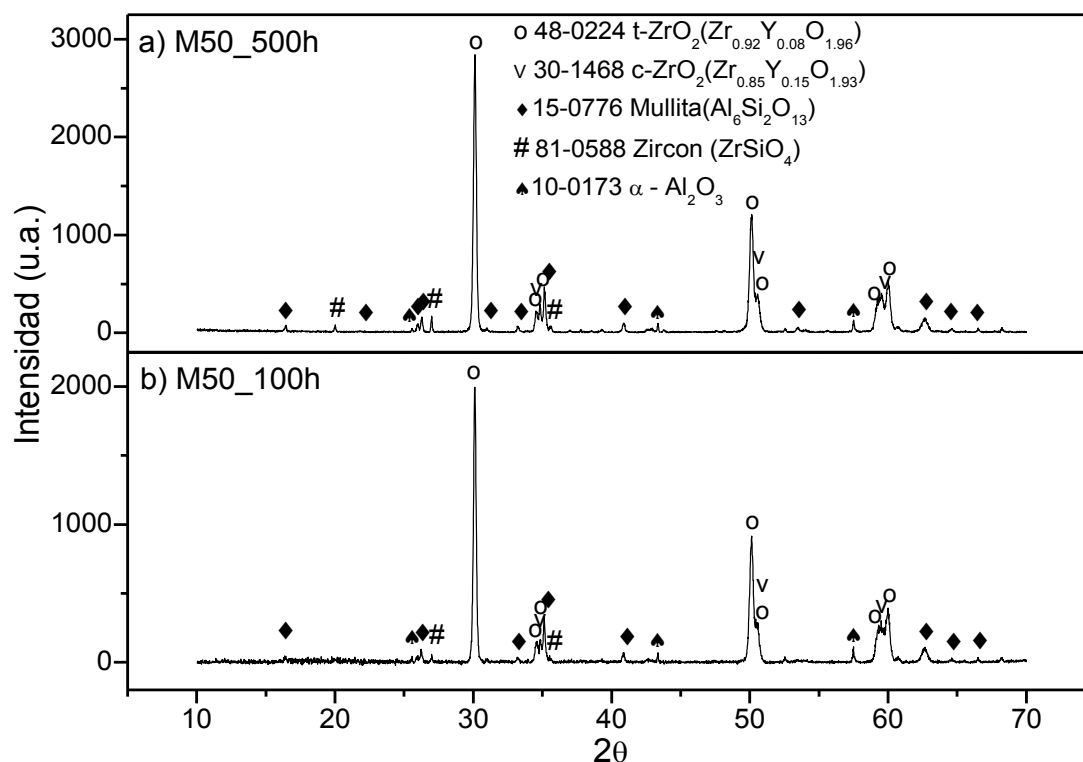 3000
2000
1000
0
a) M50_500h
o 48-0224 t-ZrO2(Zr0.92Y0.08O1.96)
v 30-1468 c-ZrO2(Zr0.85Y0.15O1.93)
♦ 15-0776 Mullita(Al6Si2O13)
# 81-0588 Zircon (ZrSiO4)
♠ 10-0173 α - Al2O3
Intensidad (u.a.)
b) M50_100h
2000
1000
0
10 20 30 40 50 60 70
2θ